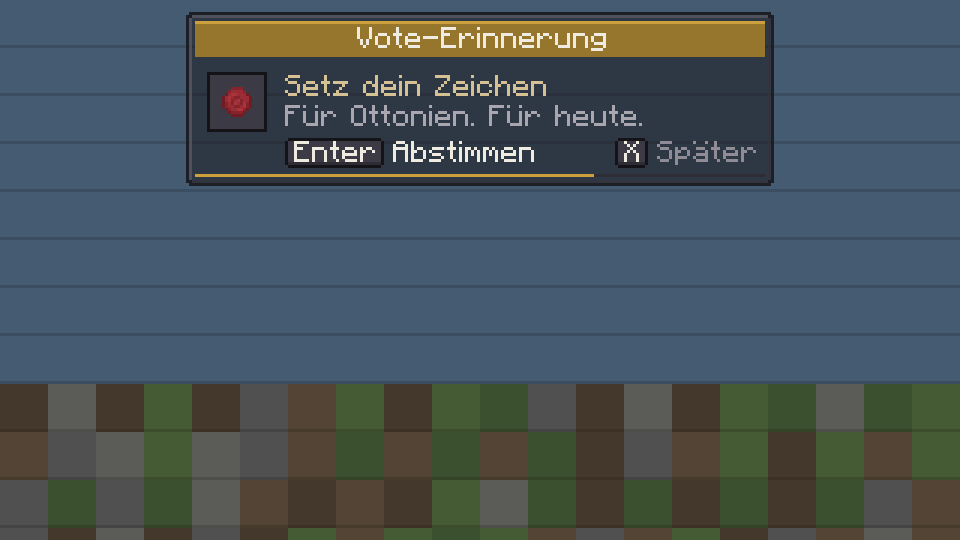 Vote-Erinnerung
Setz dein Zeichen
Für Ottonien. Für heute.
Enter Abstimmen X Später